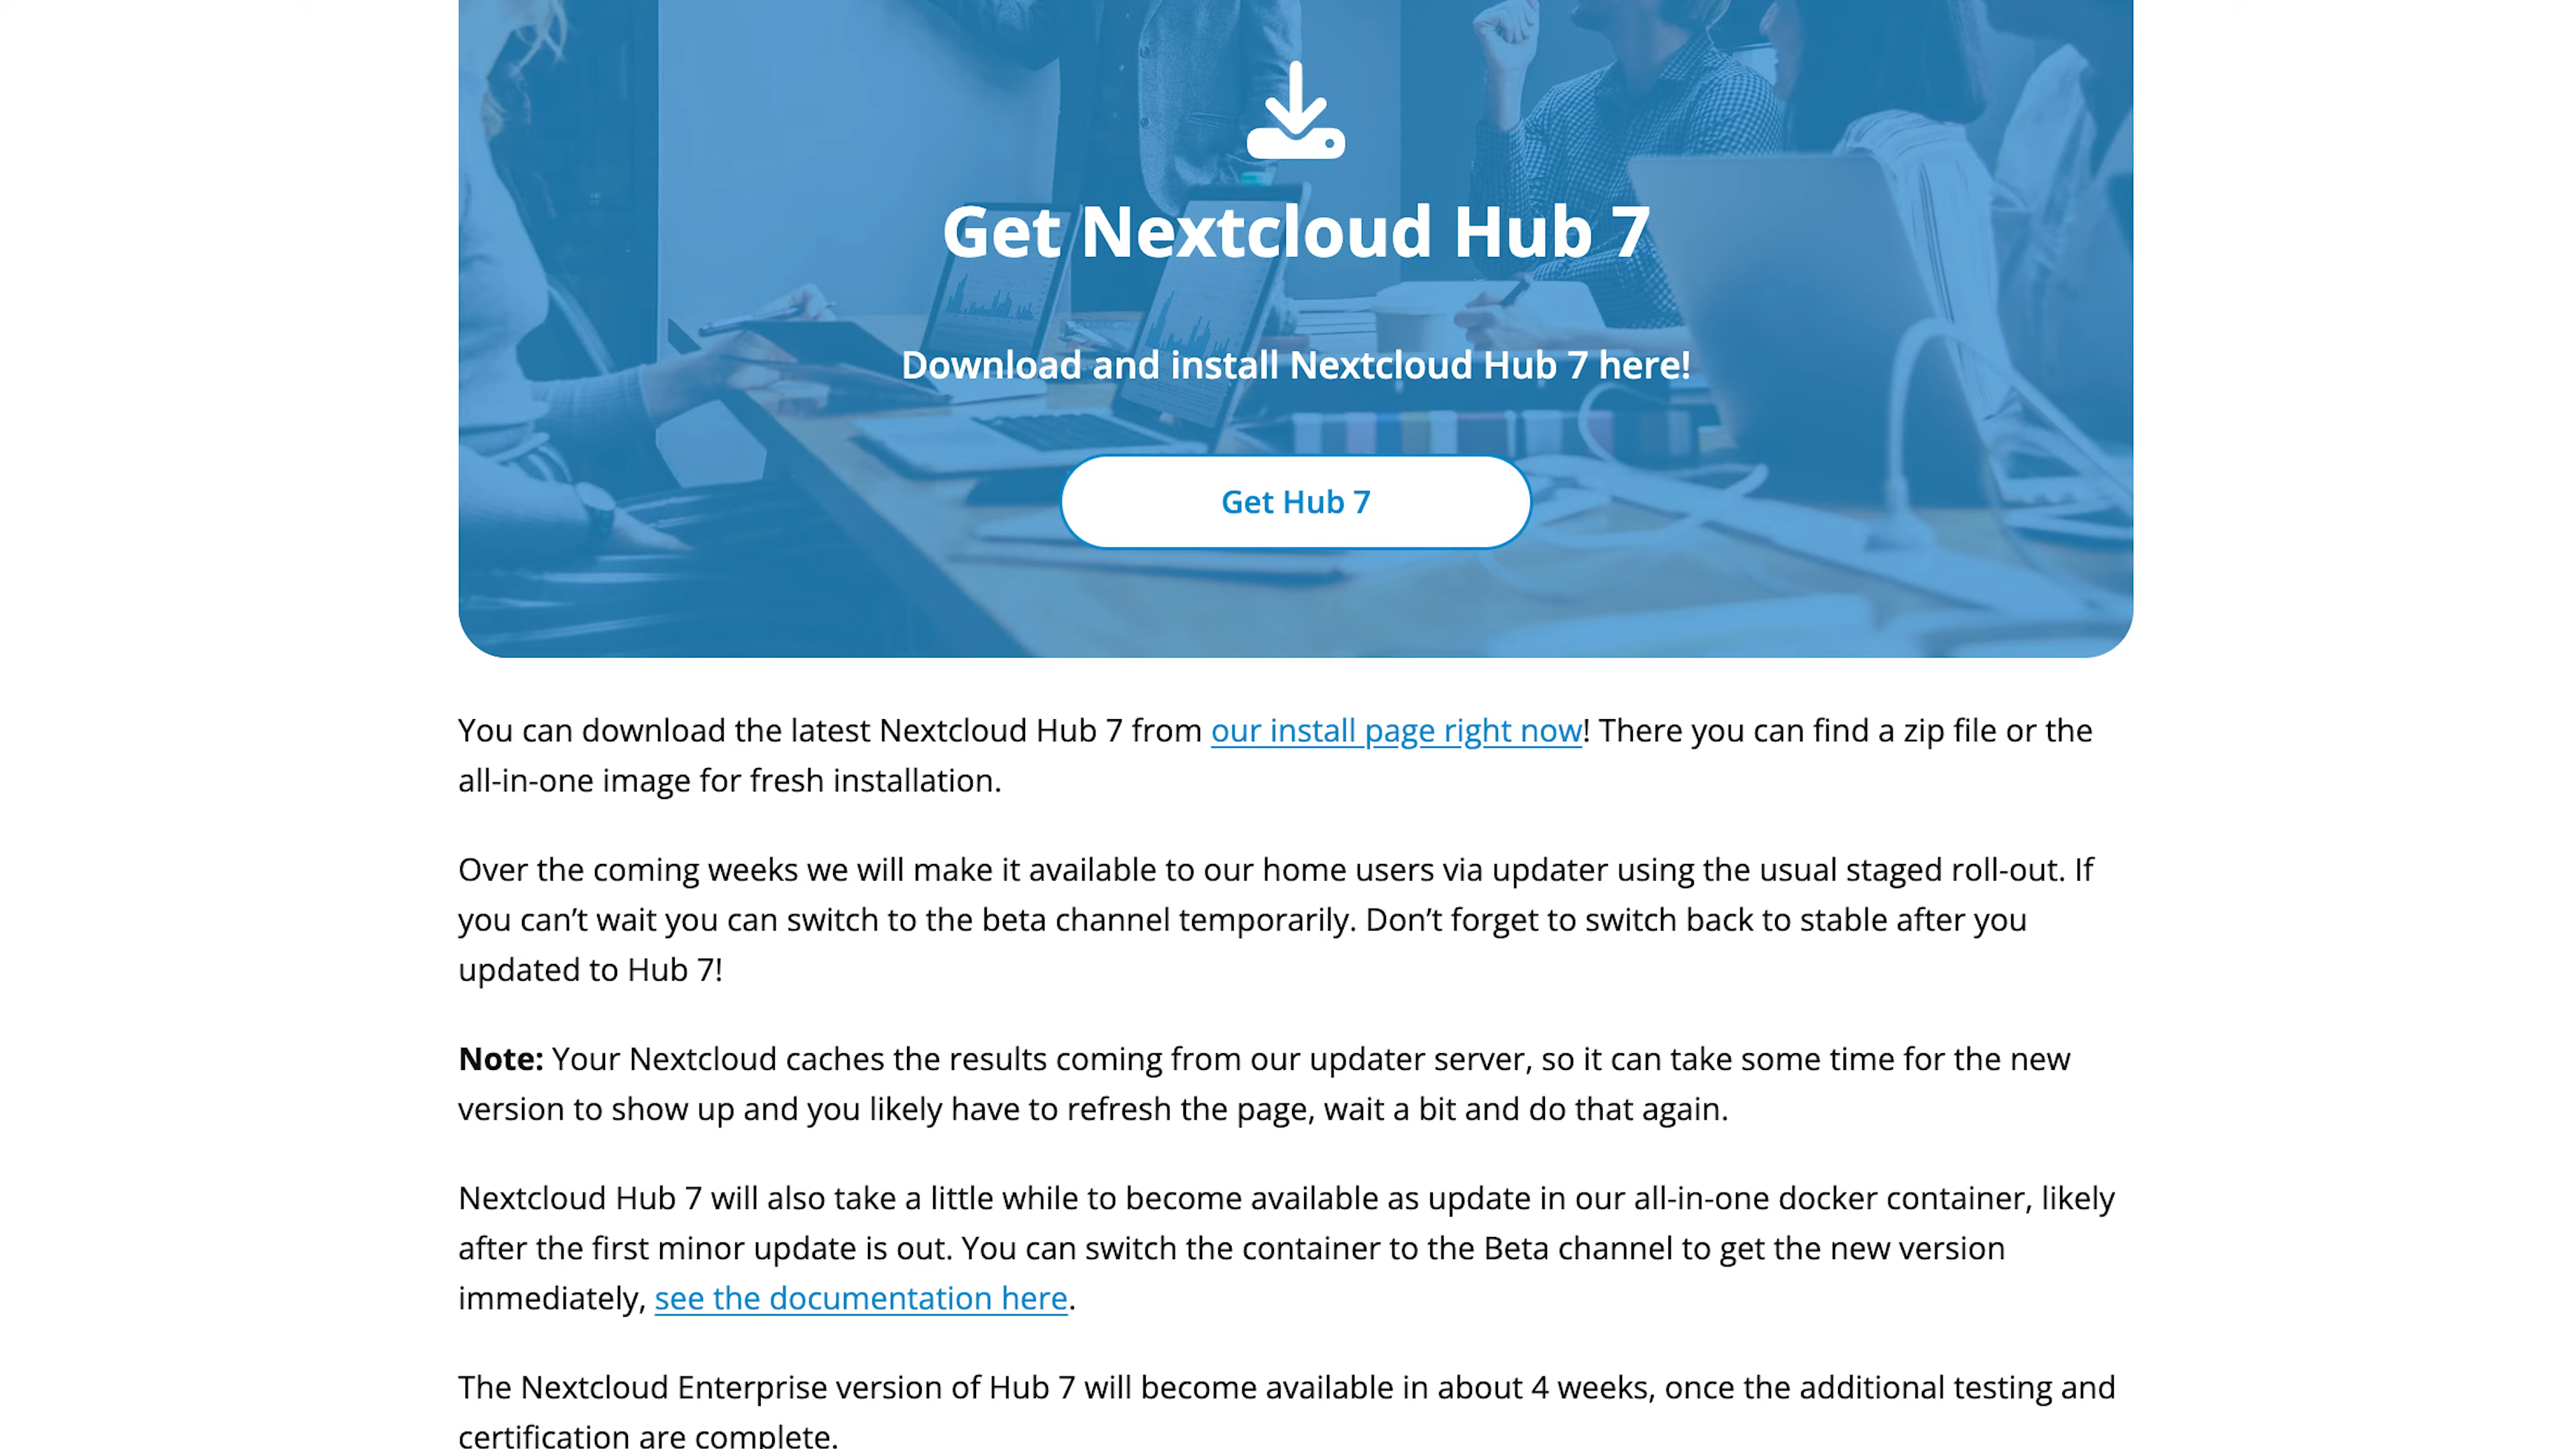 Get Nextcloud Hub 7
Download and install Nextcloud Hub 7 here!
Get Hub 7
You can download the latest Nextcloud Hub 7 from our install page right now! There you can find a zip file or the
all-in-one image for fresh installation.
Over the coming weeks we will make it available to our home users via updater using the usual staged roll-out. If
you can’t wait you can switch to the beta channel temporarily. Don’t forget to switch back to stable after you
updated to Hub 7!
Note: Your Nextcloud caches the results coming from our updater server, so it can take some time for the new
version to show up and you likely have to refresh the page, wait a bit and do that again.
Nextcloud Hub 7 will also take a little while to become available as update in our all-in-one docker container, likely
after the first minor update is out. You can switch the container to the Beta channel to get the new version
immediately, see the documentation here.
The Nextcloud Enterprise version of Hub 7 will become available in about 4 weeks, once the additional testing and
certification are complete.